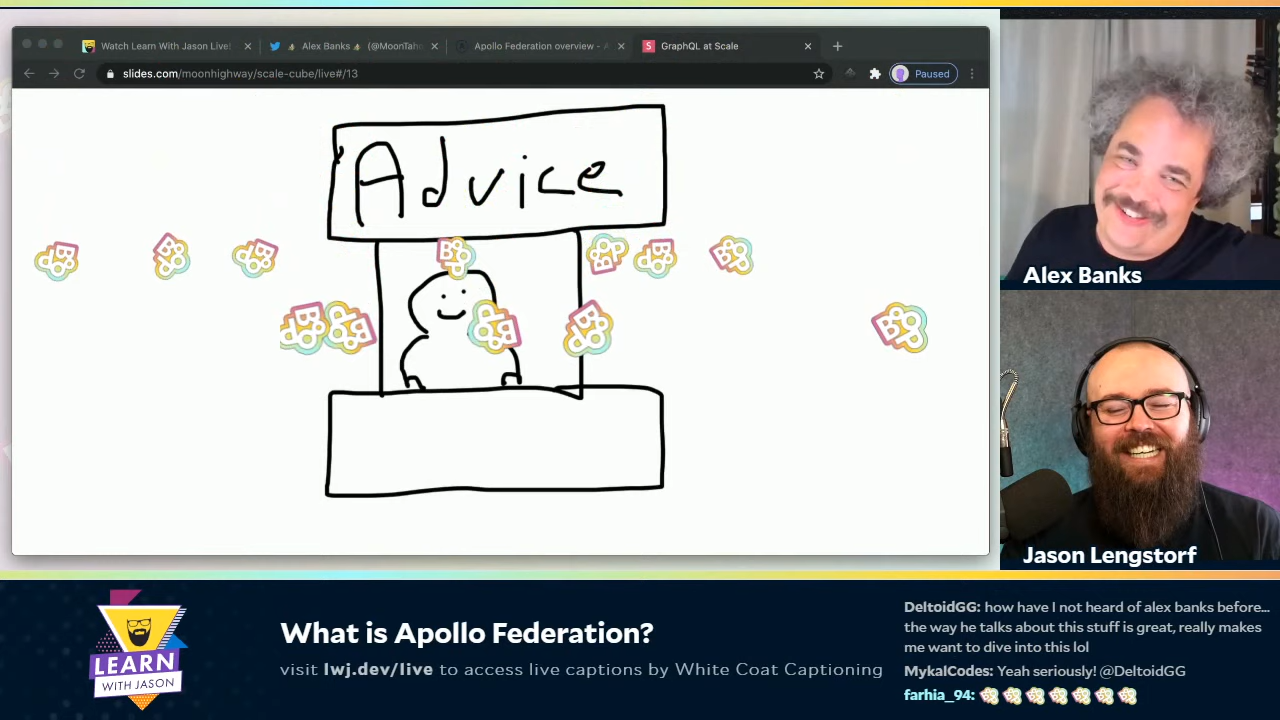 Watch Learn With Jason Live!
Alex Banks (@MoonTah
Apollo Federation overview - A
GraphQL at Scale
slides.com/moonhighway/scale-cube/live#/13
Paused
Advice
Alex Banks
Jason Lengstorf
LEARN
WITH JASON
What is Apollo Federation?
visit lwj.dev/live to access live captions by White Coat Captioning
DeltoidGG: how have I not heard of alex banks before...
the way he talks about this stuff is great, really makes
me want to dive into this lol
MykalCodes: Yeah seriously! @DeltoidGG
farhia_94: